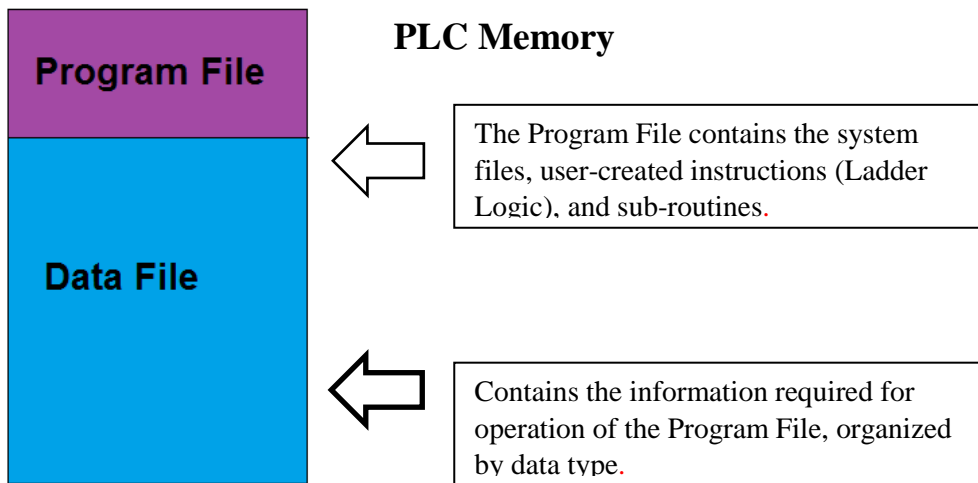 PLC Memory
Program File
The Program File contains the system
files, user-created instructions (Ladder
Logic), and sub-routines.
Data File
Contains the information required for
operation of the Program File, organized
by data type.